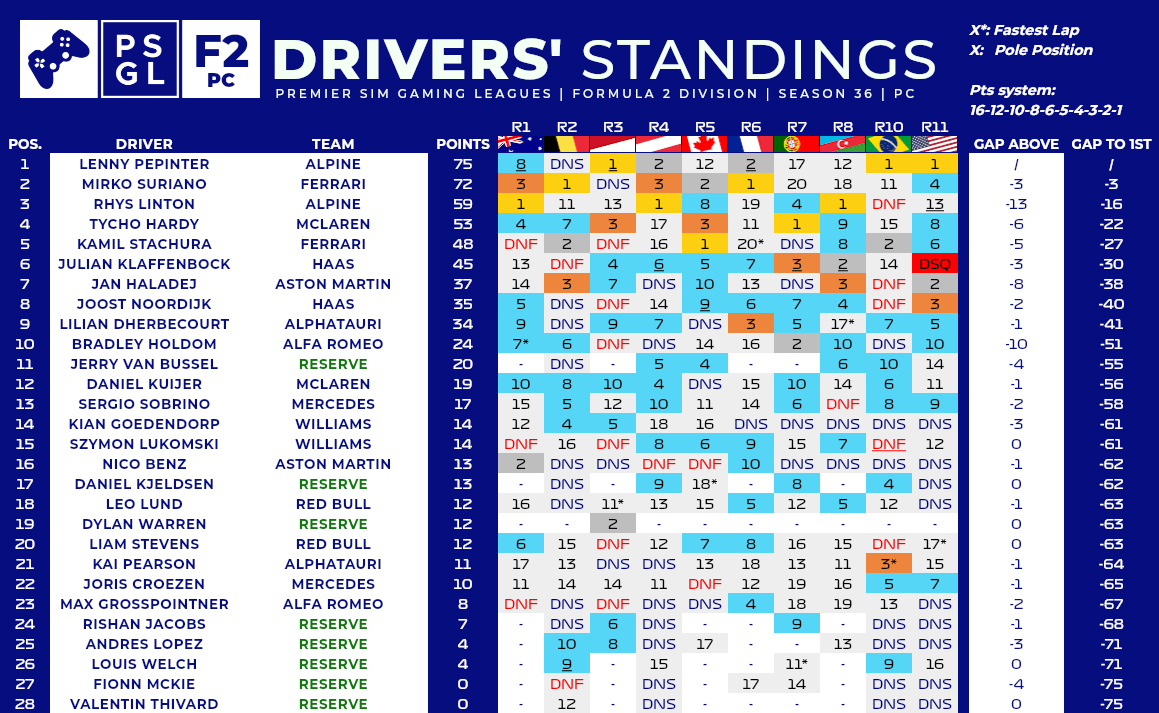 PS
GL
F2
PC
DRIVERS' STANDINGS
PREMIER SIM GAMING LEAGUES | FORMULA 2 DIVISION | SEASON 36 | PC
X*: Fastest Lap
X: Pole Position
Pts system:
16-12-10-8-6-5-4-3-2-1
R1 R2 R3 R4 R5 R6 R7 R8 R10 R11
POS. DRIVER TEAM POINTS GAP ABOVE GAP TO 1ST
1 LENNY PEPINTER ALPINE 75 8 DNS 1 2 12 2 17 12 1 1 / /
2 MIRKO SURIANO FERRARI 72 3 1 DNS 3 2 1 20 18 11 4 -3 -3
3 RHYS LINTON ALPINE 59 1 11 13 1 8 19 4 1 DNF 13 -13 -16
4 TYCHO HARDY MCLAREN 53 4 7 3 17 3 11 1 9 15 8 -6 -22
5 KAMIL STACHURA FERRARI 48 DNF 2 DNF 16 1 20* DNS 8 2 6 -5 -27
6 JULIAN KLAFFENBOCK HAAS 45 13 DNF 4 6 5 7 3 2 14 DSQ -3 -30
7 JAN HALADEJ ASTON MARTIN 37 14 3 7 DNS 10 13 DNS 3 DNF 2 -8 -38
8 JOOST NOORDIJK HAAS 35 5 DNS DNF 14 9 6 7 4 DNF 3 -2 -40
9 LILIAN DHERBECOURT ALPHATAURI 34 9 DNS 9 7 DNS 3 5 17* 7 5 -1 -41
10 BRADLEY HOLDOM ALFA ROMEO 24 7* 6 DNF DNS 14 16 2 10 DNS 10 -10 -51
11 JERRY VAN BUSSEL RESERVE 20 - DNS - 5 4 - - 6 10 14 -4 -55
12 DANIEL KUIJER MCLAREN 19 10 8 10 4 DNS 15 10 14 6 11 -1 -56
13 SERGIO SOBRINO MERCEDES 17 15 5 12 10 11 14 6 DNF 8 9 -2 -58
14 KIAN GOEDENDORP WILLIAMS 14 12 4 5 18 16 DNS DNS DNS DNS DNS -3 -61
15 SZYMON LUKOMSKI WILLIAMS 14 DNF 16 DNF 8 6 9 15 7 DNF 12 0 -61
16 NICO BENZ ASTON MARTIN 13 2 DNS DNS DNF DNF 10 DNS DNS DNS DNS -1 -62
17 DANIEL KJELDSEN RESERVE 13 - DNS - 9 18* - 8 - 4 DNS 0 -62
18 LEO LUND RED BULL 12 16 DNS 11* 13 15 5 12 5 12 DNS -1 -63
19 DYLAN WARREN RESERVE 12 - - 2 - - - - - - - 0 -63
20 LIAM STEVENS RED BULL 12 6 15 DNF 12 7 8 16 15 DNF 17* 0 -63
21 KAI PEARSON ALPHATAURI 11 17 13 DNS DNS 13 18 13 11 3* 15 -1 -64
22 JORIS CROEZEN MERCEDES 10 11 14 14 11 DNF 12 19 16 5 7 -1 -65
23 MAX GROSSPOINTNER ALFA ROMEO 8 DNF DNS DNF DNS DNS 4 18 19 13 DNS -2 -67
24 RISHAN JACOBS RESERVE 7 - DNS 6 DNS - - 9 - DNS DNS -1 -68
25 ANDRES LOPEZ RESERVE 4 - 10 8 DNS 17 - - 13 DNS DNS -3 -71
26 LOUIS WELCH RESERVE 4 - 9 - 15 - - 11* - 9 16 0 -71
27 FIONN MCKIE RESERVE 0 - DNF - DNS - 17 14 - DNS DNS -4 -75
28 VALENTIN THIVARD RESERVE 0 - 12 - DNS - - - - DNS DNS 0 -75